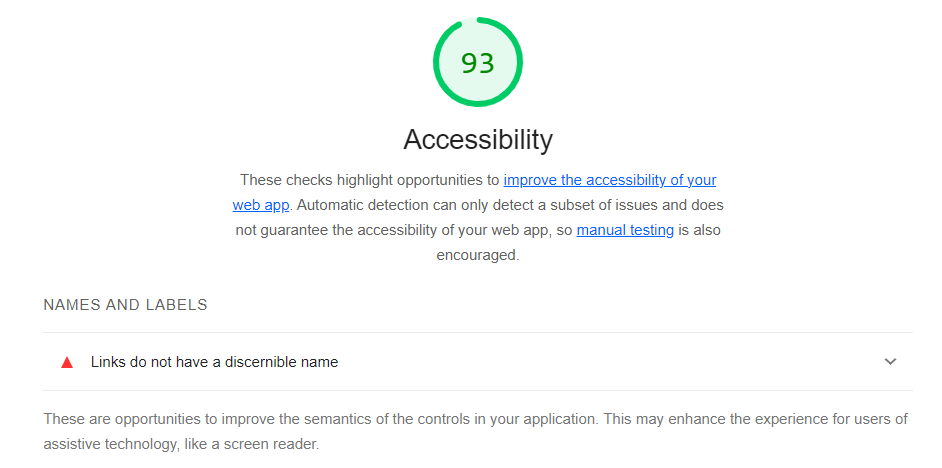 93
Accessibility
These checks highlight opportunities to improve the accessibility of your
web app. Automatic detection can only detect a subset of issues and does
not guarantee the accessibility of your web app, so manual testing is also
encouraged.
NAMES AND LABELS
Links do not have a discernible name
These are opportunities to improve the semantics of the controls in your application. This may enhance the experience for users of
assistive technology, like a screen reader.